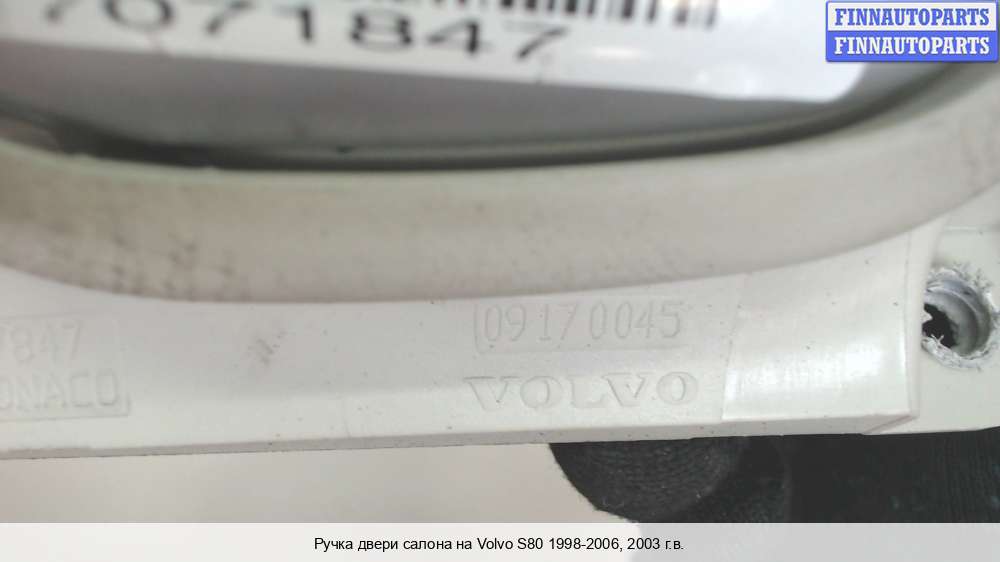 FINNAUTOPARTS
FINNAUTOPARTS
7071847
09170045
847
ONACO
VOLVO
Ручка двери салона на Volvo S80 1998-2006, 2003 г.в.